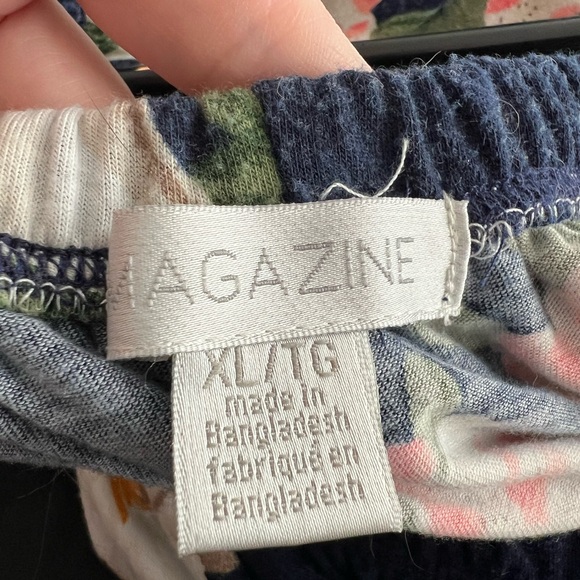 MAGAZINE
XL/TG
made in
Bangladesh
fabriqué en
Bangladesh